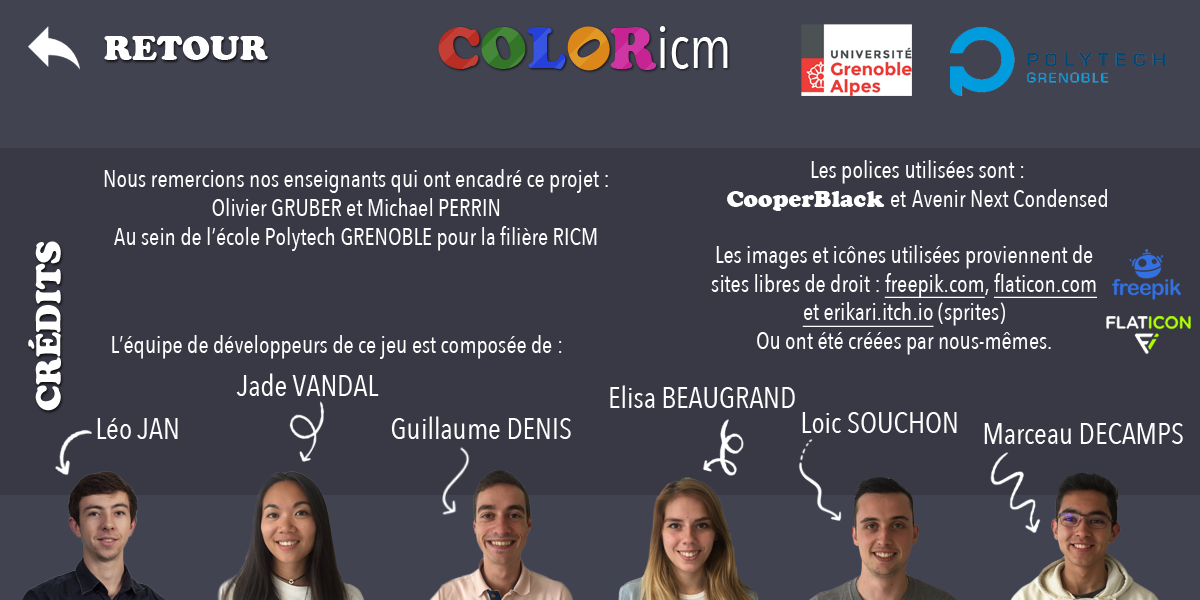 RETOUR
COLORicm
UNIVERSITÉ
Grenoble
Alpes
POLYTECH
GRENOBLE
CRÉDITS
Nous remercions nos enseignants qui ont encadré ce projet :
Olivier GRUBER et Michael PERRIN
Au sein de l'école Polytech GRENOBLE pour la filière RICM
Les polices utilisées sont :
CooperBlack et Avenir Next Condensed
Les images et icônes utilisées proviennent de
sites libres de droit : freepik.com, flaticon.com
et erikari.itch.io (sprites)
Ou ont été créées par nous-mêmes.
freepik
FLATICON
L'équipe de développeurs de ce jeu est composée de :
Léo JAN
Jade VANDAL
Guillaume DENIS
Elisa BEAUGRAND
Loic SOUCHON
Marceau DECAMPS